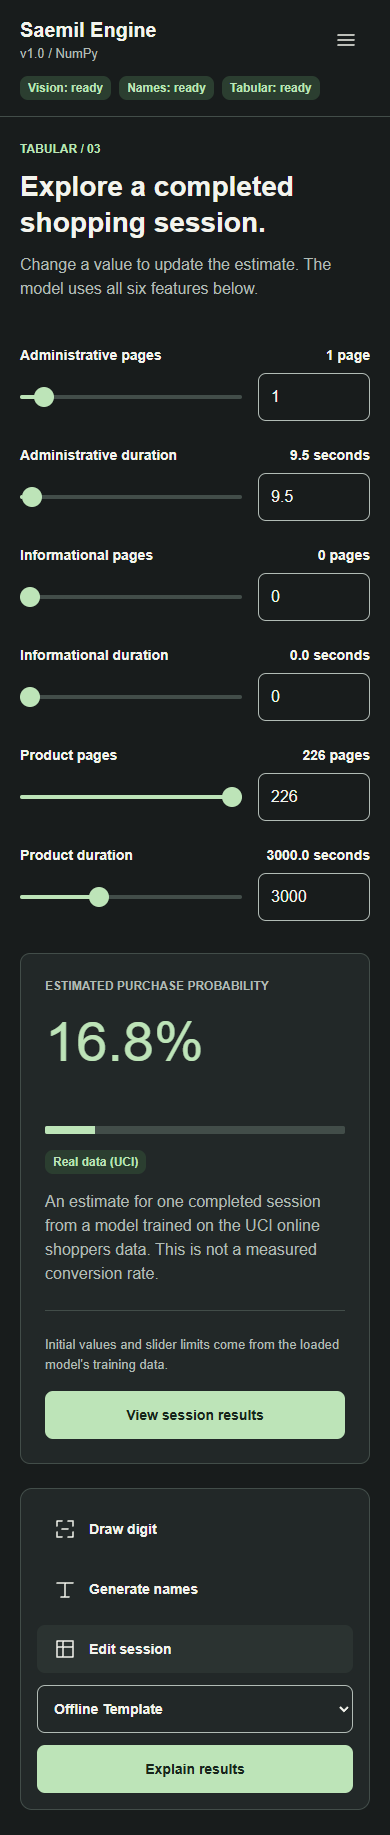 Saemil Engine
v1.0 / NumPy
Vision: ready Names: ready Tabular: ready
TABULAR / 03
Explore a completed
shopping session.
Change a value to update the estimate. The
model uses all six features below.
Administrative pages 1 page
1
Administrative duration 9.5 seconds
9.5
Informational pages 0 pages
0
Informational duration 0.0 seconds
0
Product pages 226 pages
226
Product duration 3000.0 seconds
3000
ESTIMATED PURCHASE PROBABILITY
16.8%
Real data (UCI)
An estimate for one completed session
from a model trained on the UCI online
shoppers data. This is not a measured
conversion rate.
Initial values and slider limits come from the loaded
model's training data.
View session results
Draw digit
Generate names
Edit session
Offline Template
Explain results